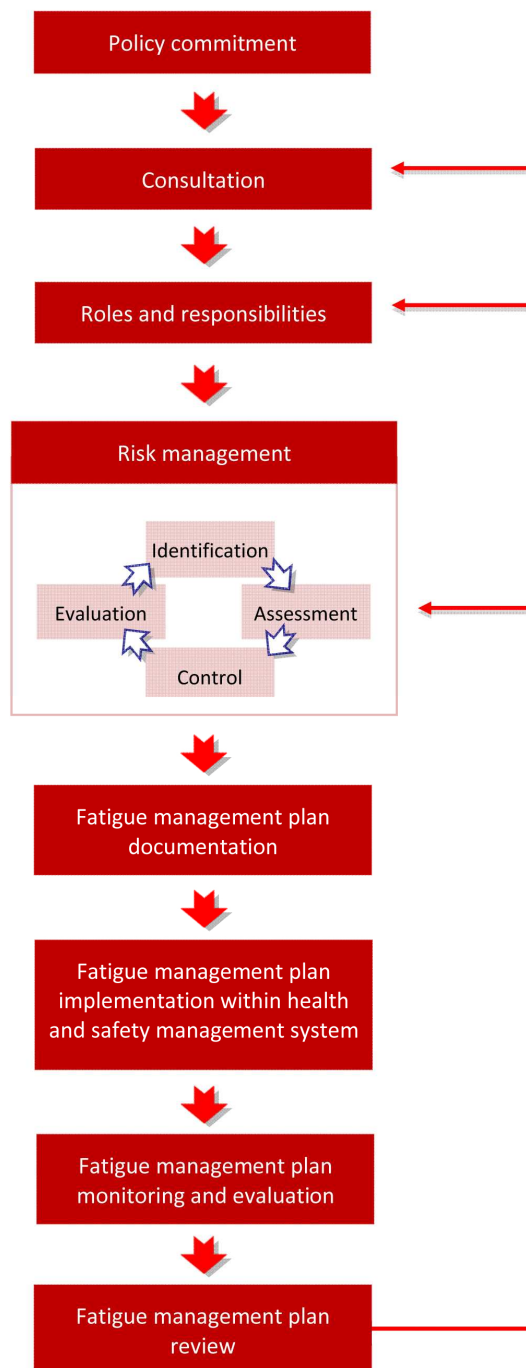 Policy commitment
Consultation
Roles and responsibilities
Risk management
Identification
Evaluation
Assessment
Control
Fatigue management plan
documentation
Fatigue management plan
implementation within health
and safety management system
Fatigue management plan
monitoring and evaluation
Fatigue management plan
review